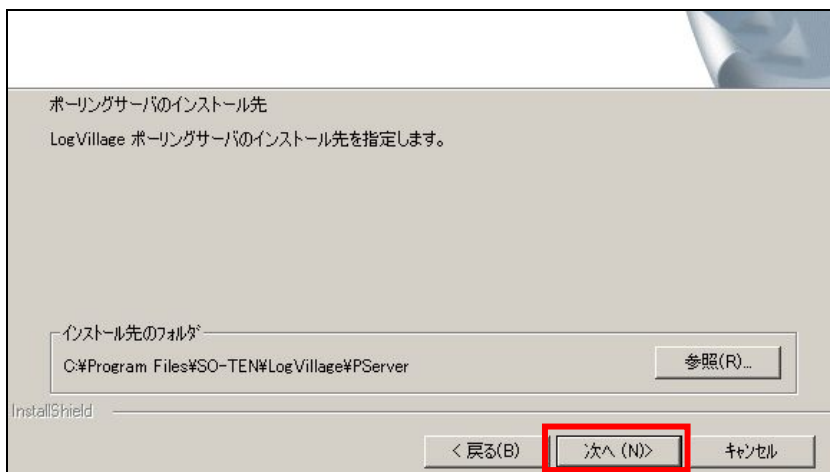 ポーリングサーバのインストール先
LogVillage ポーリングサーバのインストール先を指定します。
インストール先のフォルダ
C:¥Program Files¥SO-TEN¥LogVillage¥PServer
参照(R)...
InstallShield
< 戻る(B)
次へ (N)>
キャンセル